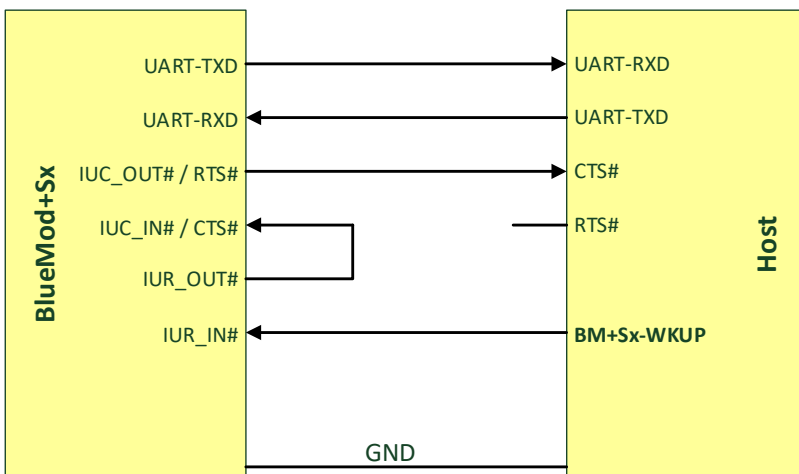 BlueMod+Sx
UART-TXD
UART-RXD
UART-RXD
UART-TXD
IUC_OUT# / RTS#
CTS#
IUC_IN# / CTS#
RTS#
IUR_OUT#
IUR_IN#
BM+Sx-WKUP
Host
GND